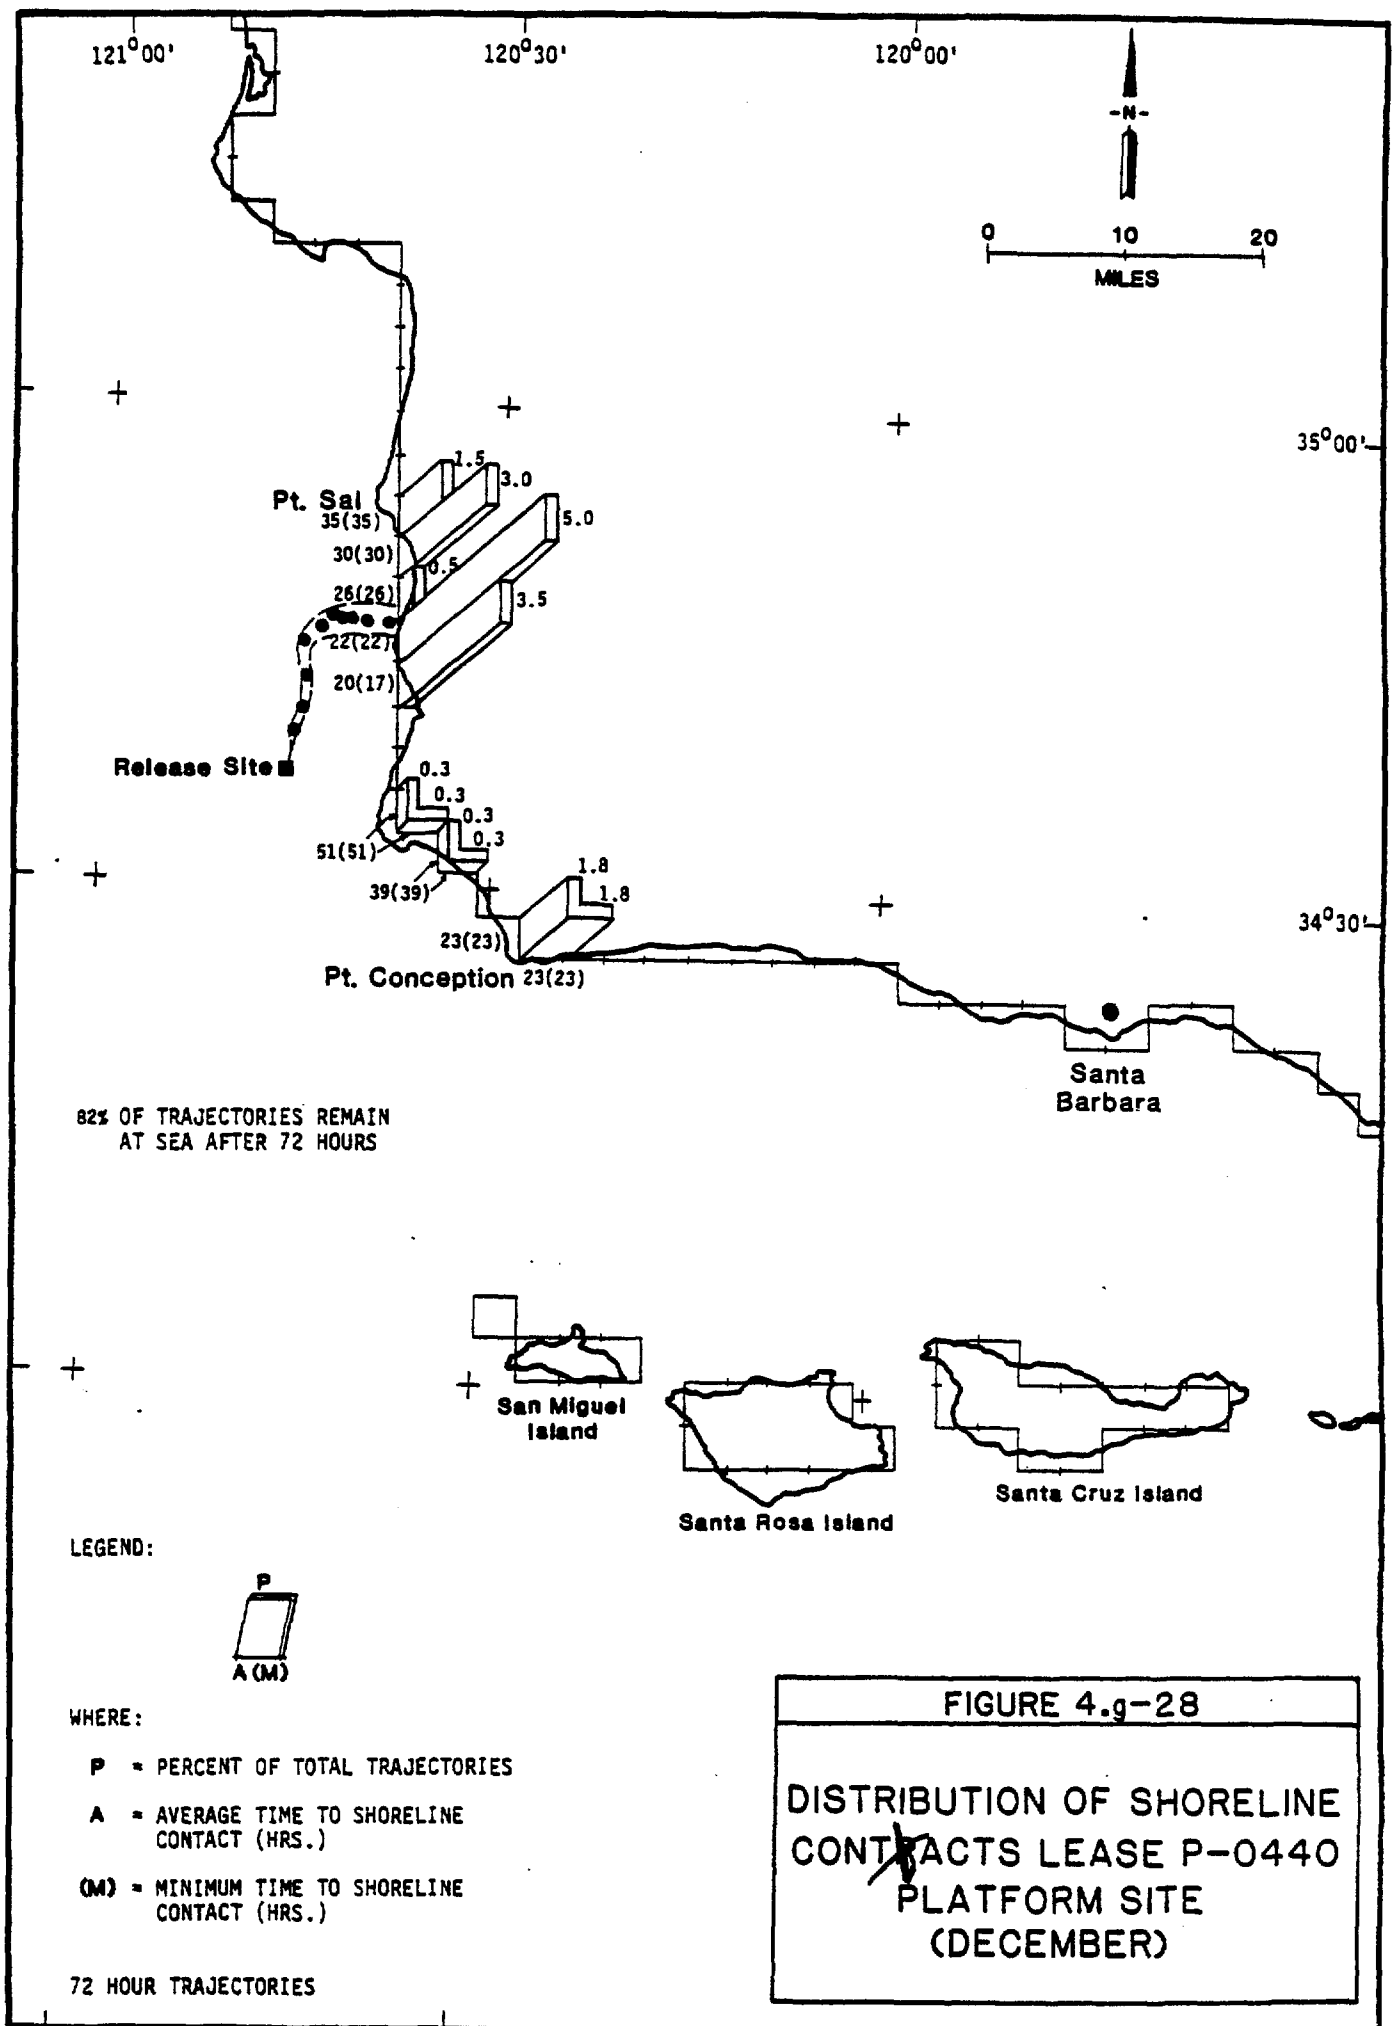 121°00'
120°30'
120°00'
-N-
0 10 20
MILES
35°00'
1.5
3.0
Pt. Sal
35(35)
5.0
30(30)
0.5
26(26)
3.5
22(22)
20(17)
Release Site
0.3
0.3
0.3
0.3
51(51)
39(39)
1.8
1.8
34°30'
23(23)
Pt. Conception 23(23)
Santa
Barbara
82% OF TRAJECTORIES REMAIN
AT SEA AFTER 72 HOURS
San Miguel
Island
Santa Rosa Island
Santa Cruz Island
LEGEND:
P
A (M)
WHERE:
P = PERCENT OF TOTAL TRAJECTORIES
A = AVERAGE TIME TO SHORELINE
CONTACT (HRS.)
(M) = MINIMUM TIME TO SHORELINE
CONTACT (HRS.)
72 HOUR TRAJECTORIES
FIGURE 4.g-28
DISTRIBUTION OF SHORELINE
CONTRACTS LEASE P-0440
PLATFORM SITE
(DECEMBER)